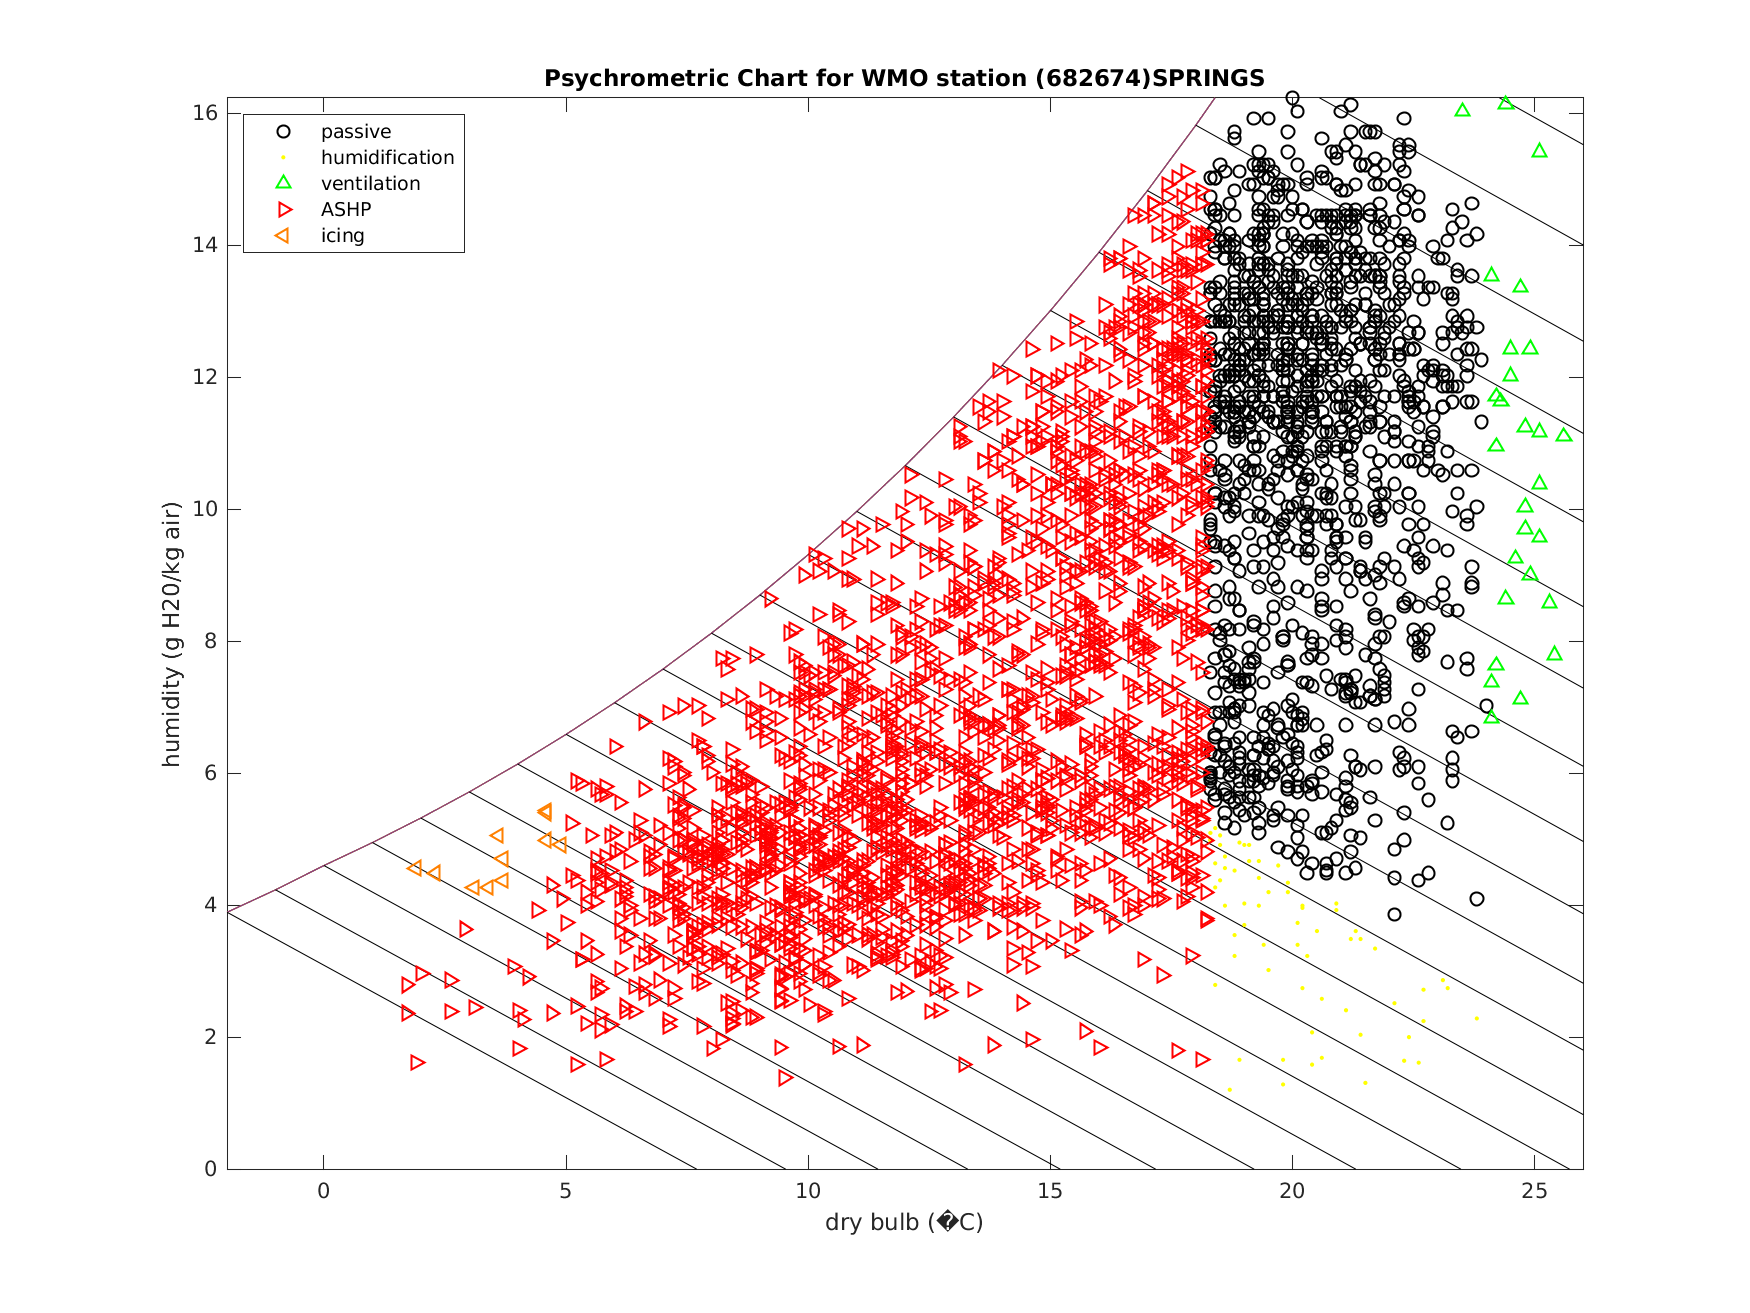 Psychrometric Chart for WMO station (682674)SPRINGS
passive
humidification
ventilation
ASHP
icing
humidity (g H20/kg air)
16
14
12
10
8
6
4
2
0
0 5 10 15 20 25
dry bulb (�C)